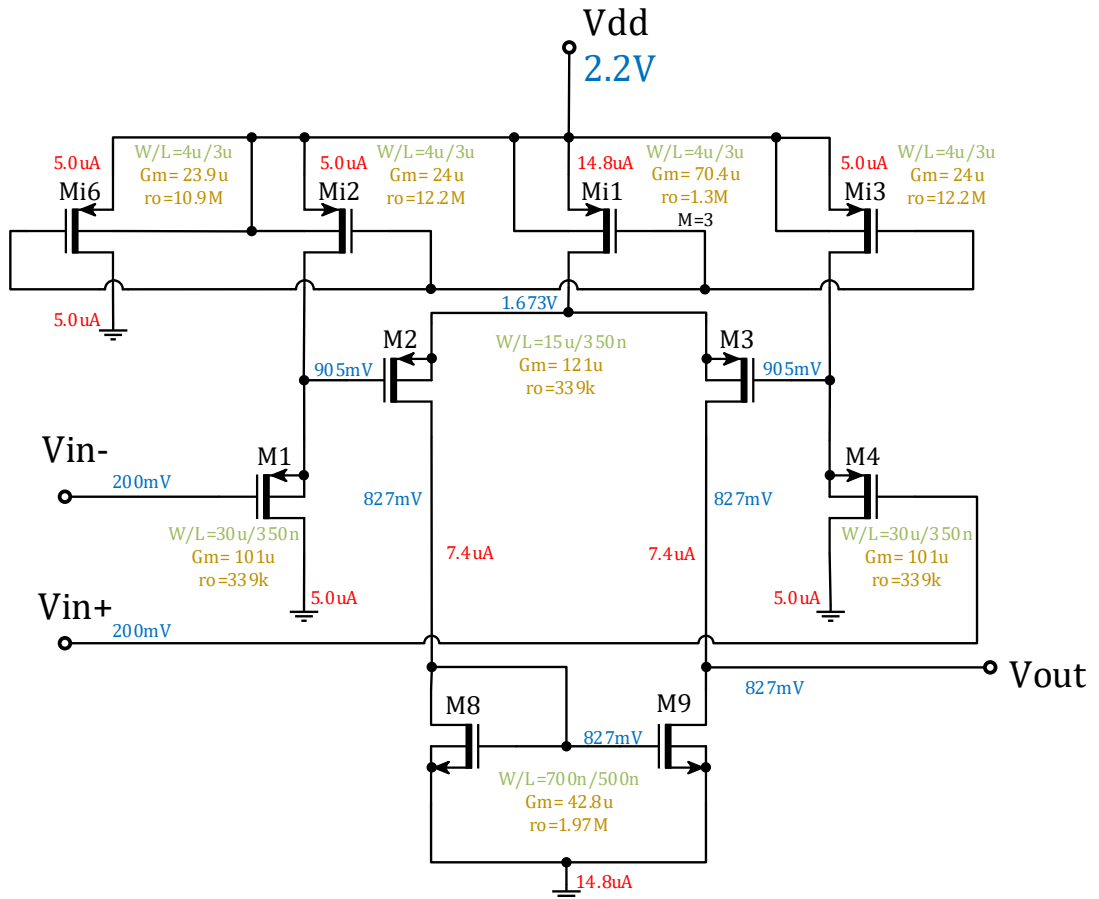 Vdd
2.2V
W/L=4u/3u
5.0uA
Gm= 23.9u
Mi6
ro=10.9M
W/L=4u/3u
5.0uA
Gm= 24u
Mi2
ro=12.2M
W/L=4u/3u
14.8uA
Gm= 70.4u
Mi1
ro=1.3M
M=3
W/L=4u/3u
5.0uA
Gm= 24u
Mi3
ro=12.2M
5.0uA
1.673V
M2
W/L=15u/350n
M3
Gm= 121u
905mV
ro=339k
905mV
Vin-
200mV
M1
W/L=30u/350n
Gm= 101u
ro=339k
5.0uA
827mV
7.4uA
827mV
7.4uA
M4
W/L=30u/350n
Gm= 101u
ro=339k
5.0uA
Vin+
200mV
Vout
827mV
M8
M9
827mV
W/L=700n/500n
Gm= 42.8u
ro=1.97M
14.8uA